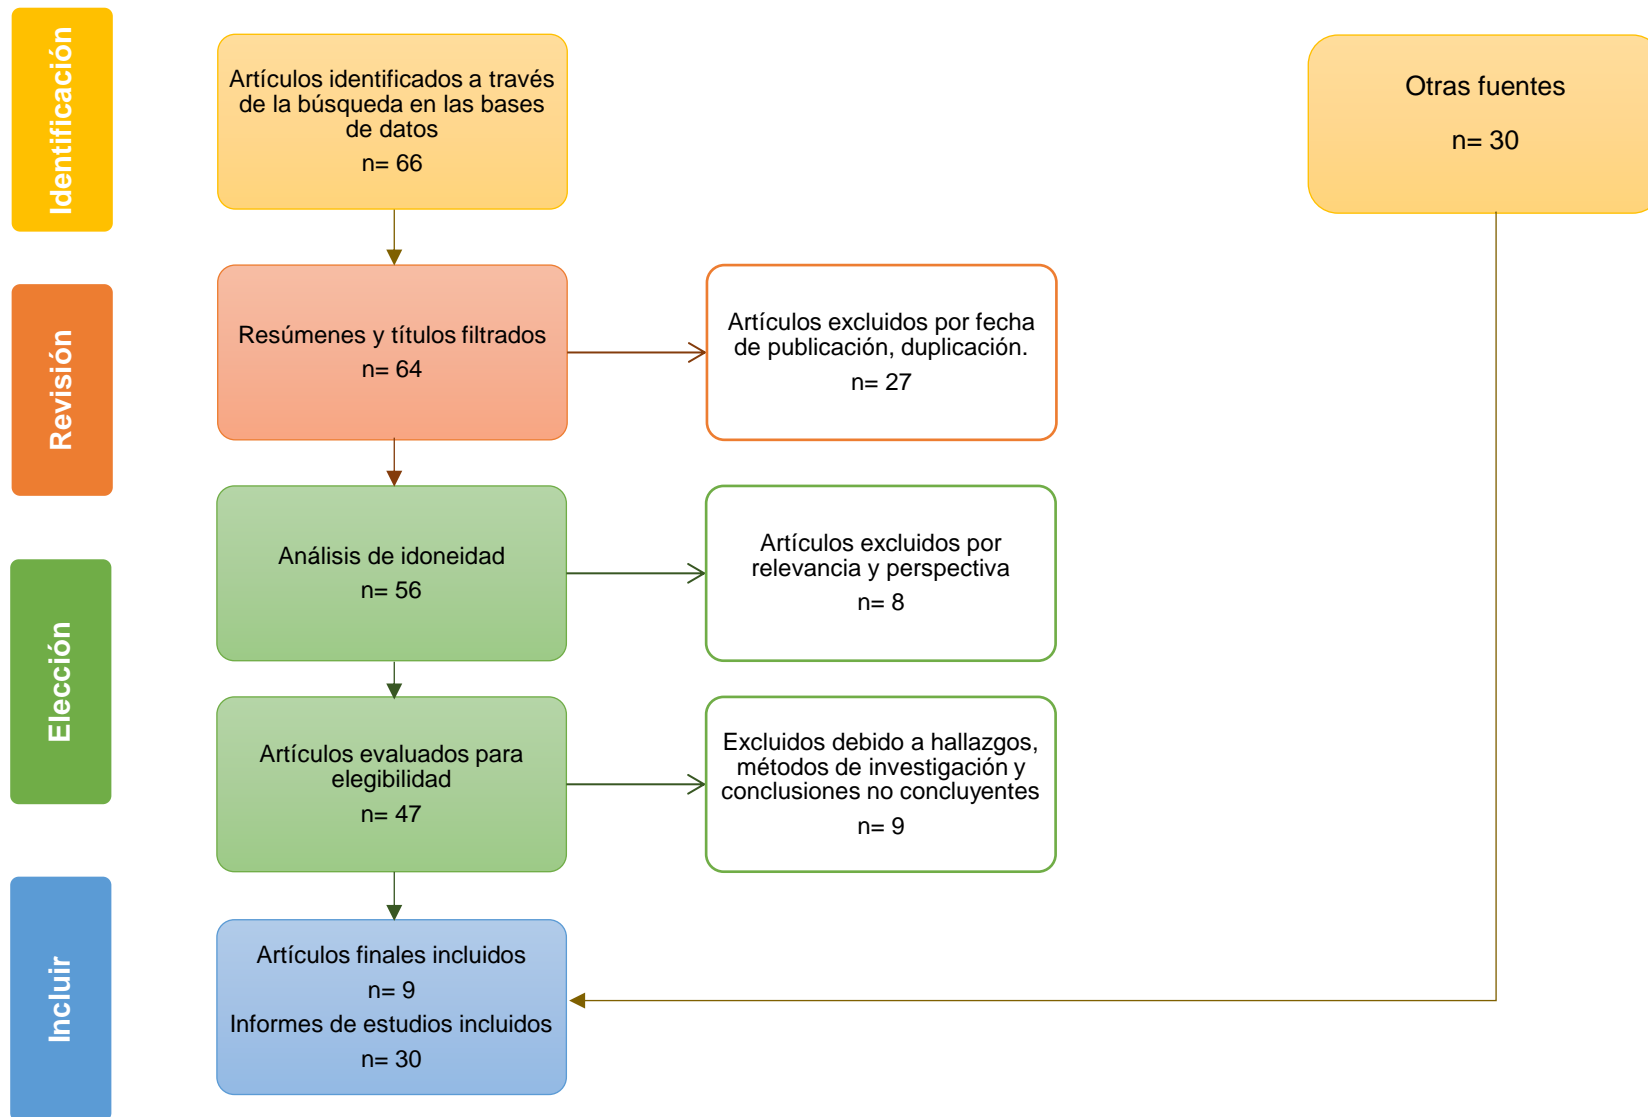 Identificación
Artículos identificados a través
de la búsqueda en las bases
de datos
n= 66
Otras fuentes
n= 30
Revisión
Resúmenes y títulos filtrados
n= 64
Artículos excluidos por fecha
de publicación, duplicación.
n= 27
Elección
Análisis de idoneidad
n= 56
Artículos excluidos por
relevancia y perspectiva
n= 8
Artículos evaluados para
elegibilidad
n= 47
Excluidos debido a hallazgos,
métodos de investigación y
conclusiones no concluyentes
n= 9
Incluir
Artículos finales incluidos
n= 9
Informes de estudios incluidos
n= 30